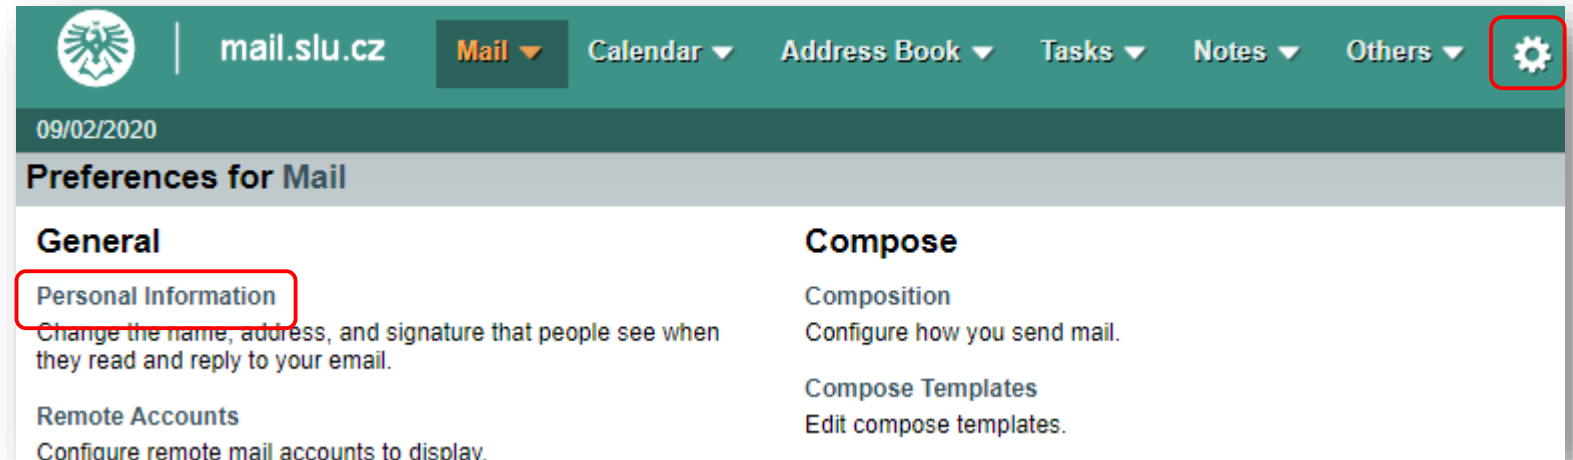 mail.slu.cz Mail Calendar Address Book Tasks Notes Others
09/02/2020
Preferences for Mail
General
Personal Information
Change the name, address, and signature that people see when
they read and reply to your email.
Remote Accounts
Configure remote mail accounts to display.
Compose
Composition
Configure how you send mail.
Compose Templates
Edit compose templates.